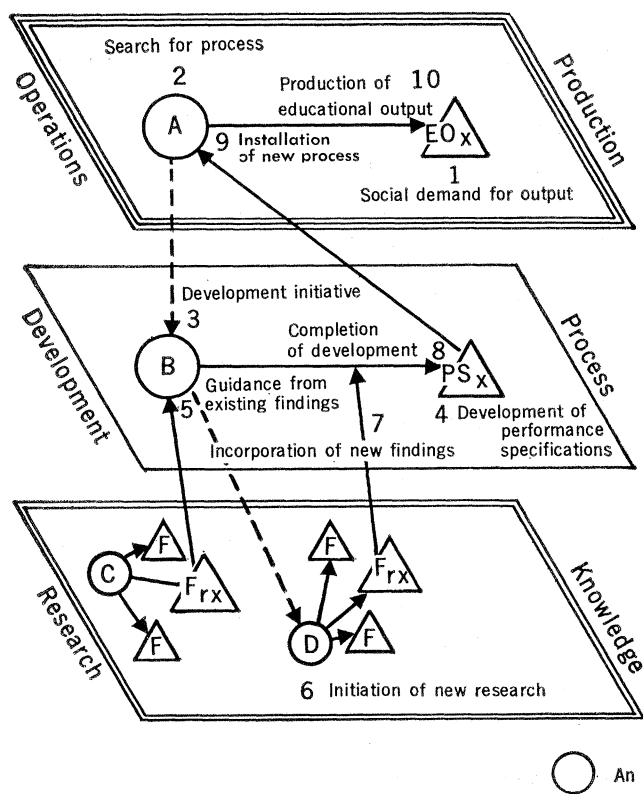 Search for process
2
Operations
Production
Production of 10
educational output
A
EOx
9 Installation
of new process
1
Social demand for output
Development initiative
3
Development
Process
Completion
of development 8
B
PSx
Guidance from
5 existing findings
7
4 Development of
performance
specifications
Incorporation of new findings
Research
Knowledge
F
C
Frx
F
F
Frx
D
F
6 Initiation of new research
An